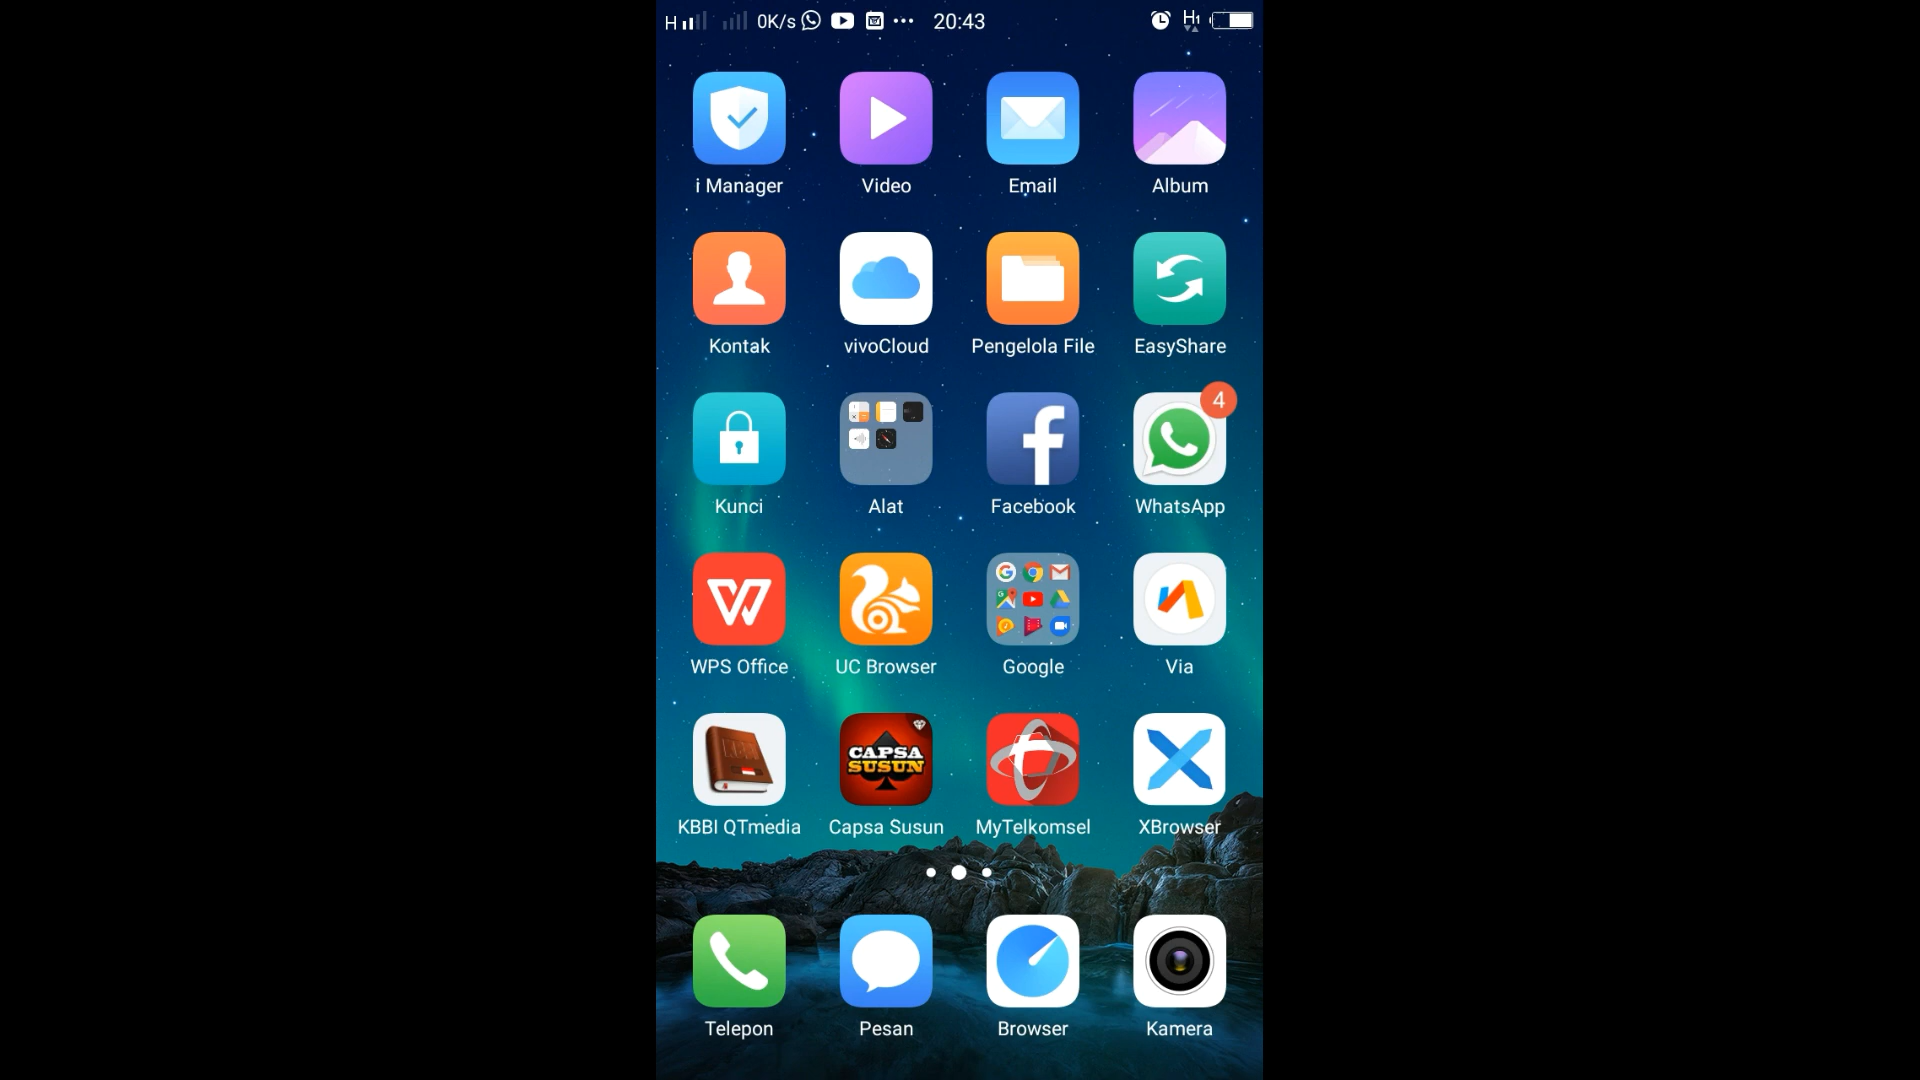 H 0K/s 20:43 H1
i Manager Video Email Album
Kontak vivoCloud Pengelola File EasyShare
4
Kunci Alat Facebook WhatsApp
WPS Office UC Browser Google Via
CAPSA
SUSUN
KBBI QTmedia Capsa Susun MyTelkomsel XBrowser
Telepon Pesan Browser Kamera